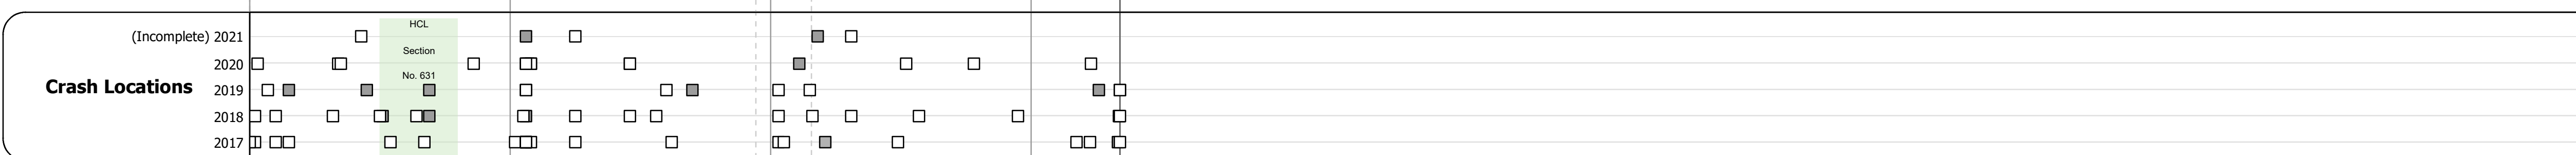 HCL
(Incomplete) 2021
Section
2020
No. 631
Crash Locations
2019
2018
2017